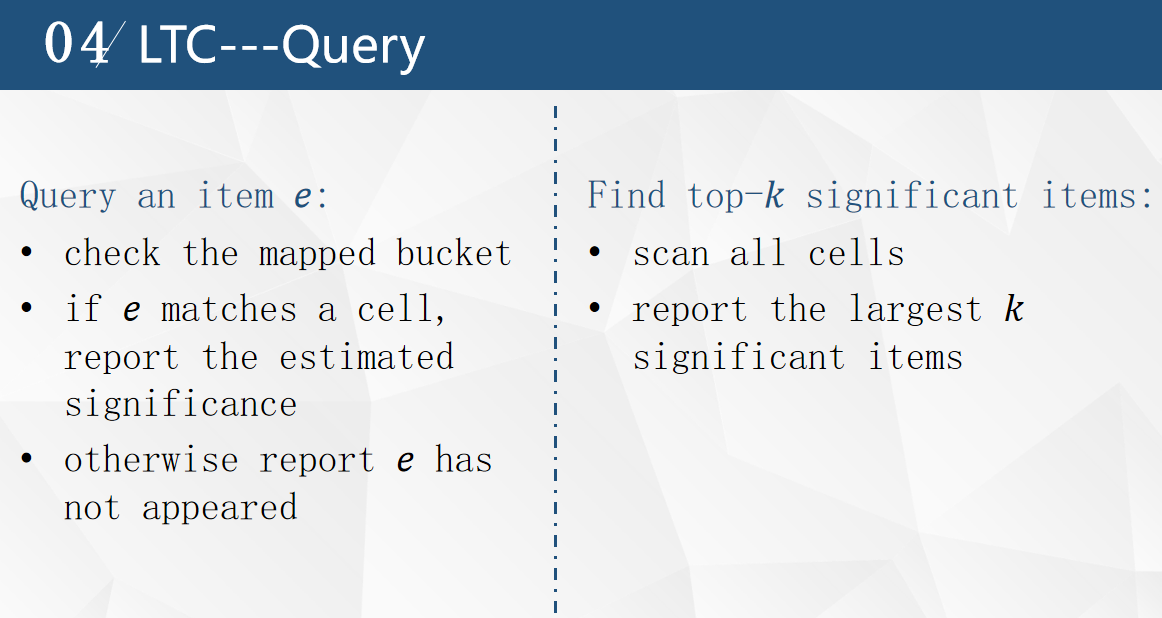 04/ LTC---Query
Query an item e:
• check the mapped bucket
• if e matches a cell,
report the estimated
significance
• otherwise report e has
not appeared
Find top-k significant items:
• scan all cells
• report the largest k
significant items